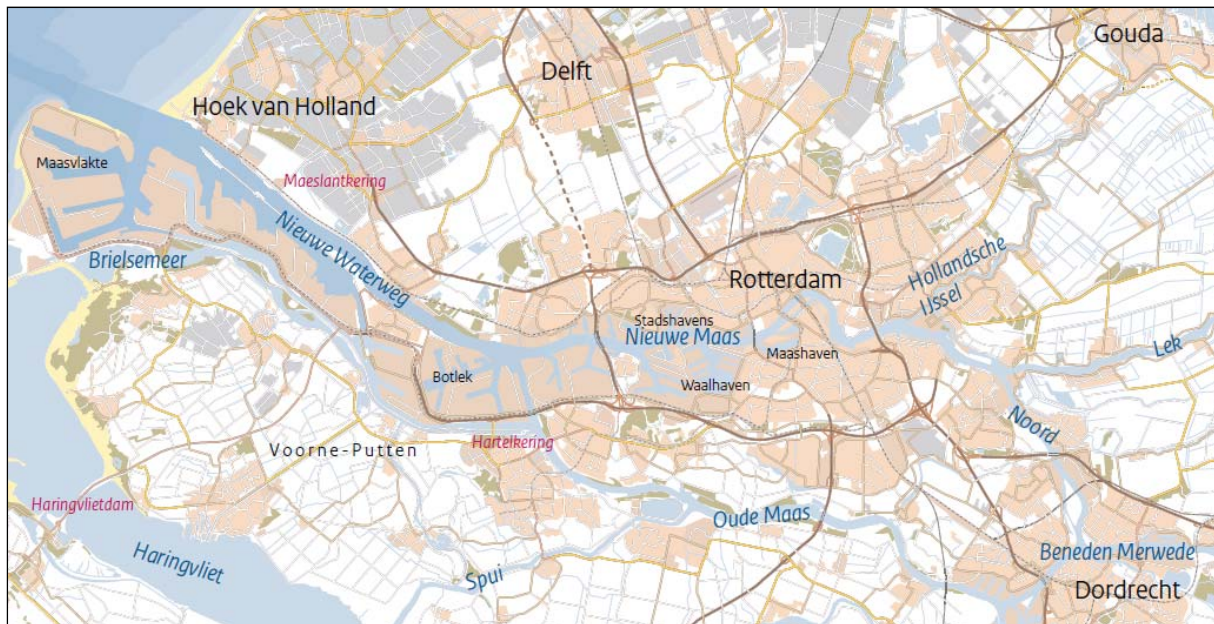 Gouda
Delft
Hoek van Holland
Maasvlakte
Maeslantkering
Brielsemeer
Nieuwe Waterweg
Rotterdam
Hollandsche
IJssel
Stadshavens
Nieuwe Maas
Maashaven
Lek
Botlek
Waalhaven
Noord
Voorne-Putten
Hartelkering
Haringvlietdam
Oude Maas
Haringvliet
Spui
Beneden Merwede
Dordrecht